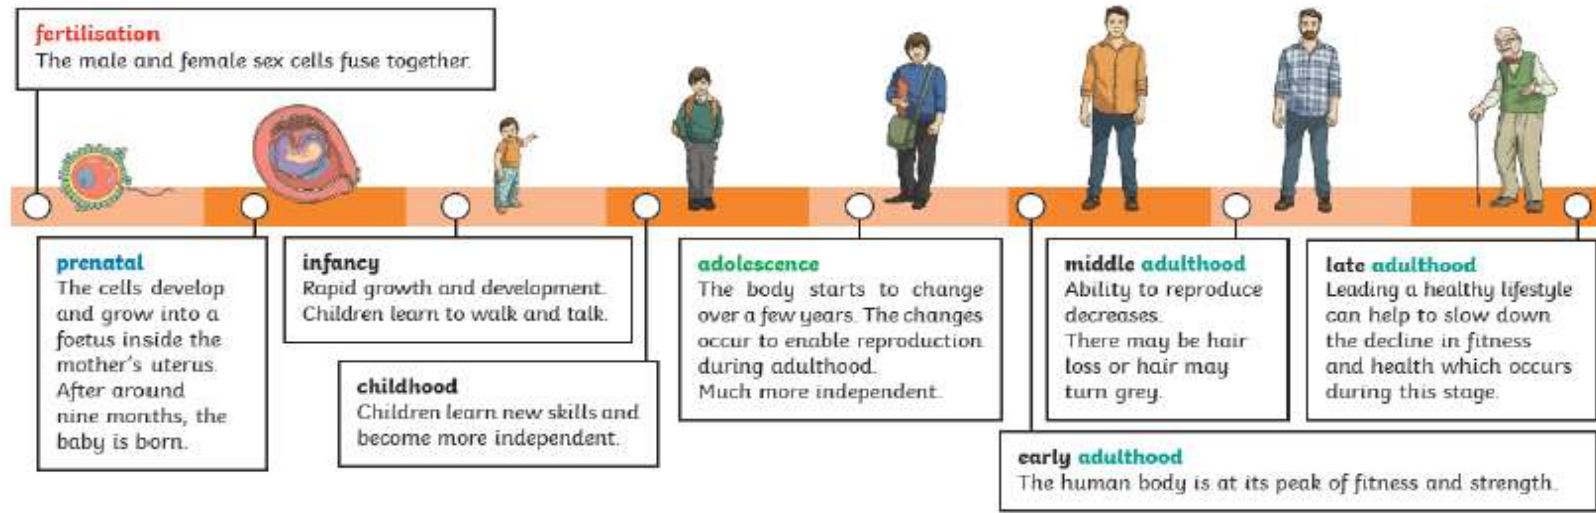 fertilisation
The male and female sex cells fuse together.
prenatal
The cells develop
and grow into a
foetus inside the
mother's uterus.
After around
nine months, the
baby is born.
infancy
Rapid growth and development.
Children learn to walk and talk.
childhood
Children learn new skills and
become more independent.
adolescence
The body starts to change
over a few years. The changes
occur to enable reproduction
during adulthood.
Much more independent.
early adulthood
The human body is at its peak of fitness and strength.
middle adulthood
Ability to reproduce
decreases.
There may be hair
loss or hair may
turn grey.
late adulthood
Leading a healthy lifestyle
can help to slow down
the decline in fitness
and health which occurs
during this stage.